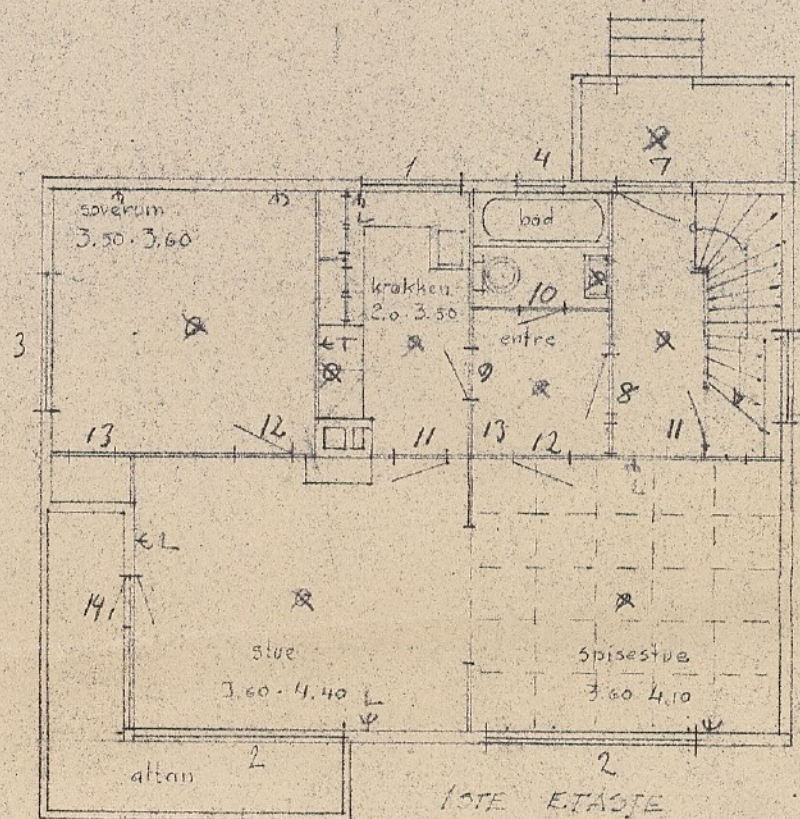 1
4
7
soverum
3.50 · 3.60
L
bad
køkken
2.0 · 3.50
10
3
€T
entre
9
8
13
12
11
13
12
11
L
€L
14
stue
3.60 · 4.40
L
spisestue
3.60 4.10
2
2
altan
1STE ETASJE